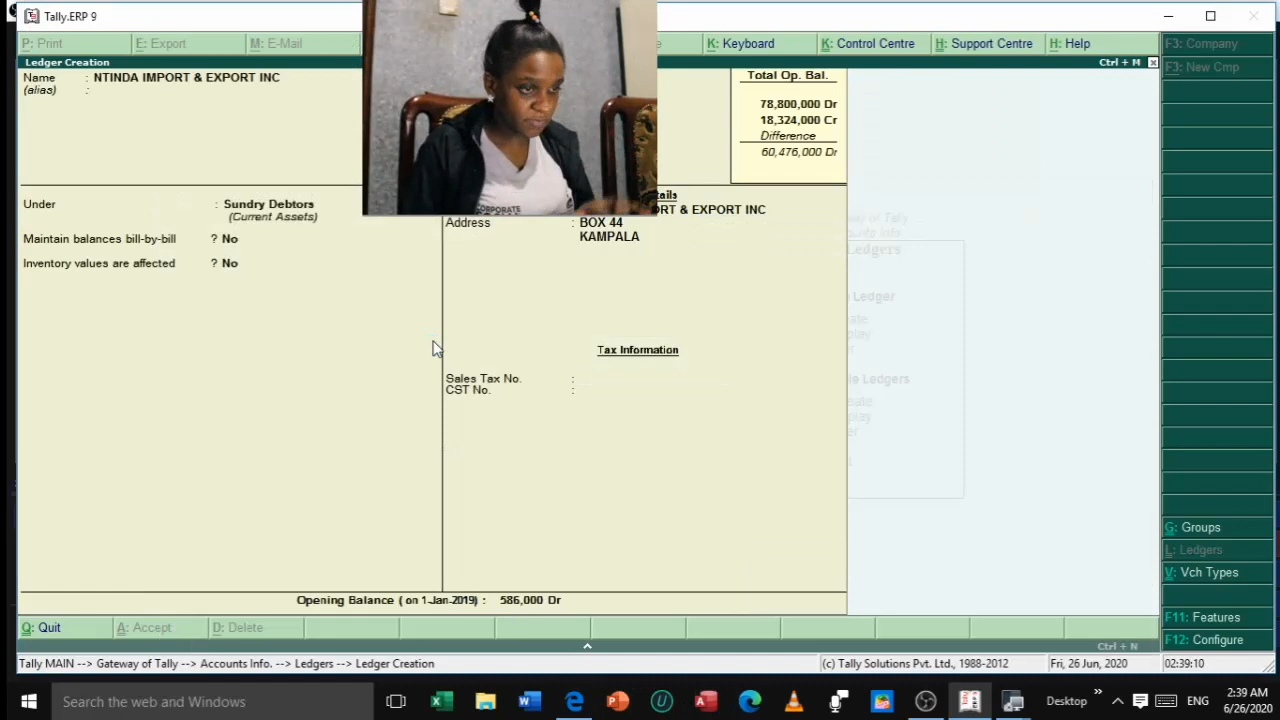 Tally.ERP 9
P: Print
E: Export
M: E-Mail
K: Keyboard
K: Control Centre
H: Support Centre
H: Help
F3: Company
F3: New Cmp
Ledger Creation
Ctrl + M
Name : NTINDA IMPORT & EXPORT INC
(alias) :
Total Op. Bal.
78,800,000 Dr
18,324,000 Cr
Difference
60,476,000 Dr
Under : Sundry Debtors
(Current Assets)
Maintain balances bill-by-bill ? No
Inventory values are affected ? No
ails
ORT & EXPORT INC
Address : BOX 44
KAMPALA
Tax Information
Sales Tax No. :
CST No. :
CORPORATE
Opening Balance ( on 1-Jan-2019) : 586,000 Dr
Q: Quit
A: Accept
D: Delete
G: Groups
L: Ledgers
V: Vch Types
F11: Features
F12: Configure
Ctrl + N
Tally MAIN --> Gateway of Tally --> Accounts Info. --> Ledgers --> Ledger Creation
(c) Tally Solutions Pvt. Ltd., 1988-2012
Fri, 26 Jun, 2020
02:39:10
Search the web and Windows
Desktop
ENG
2:39 AM
6/26/2020